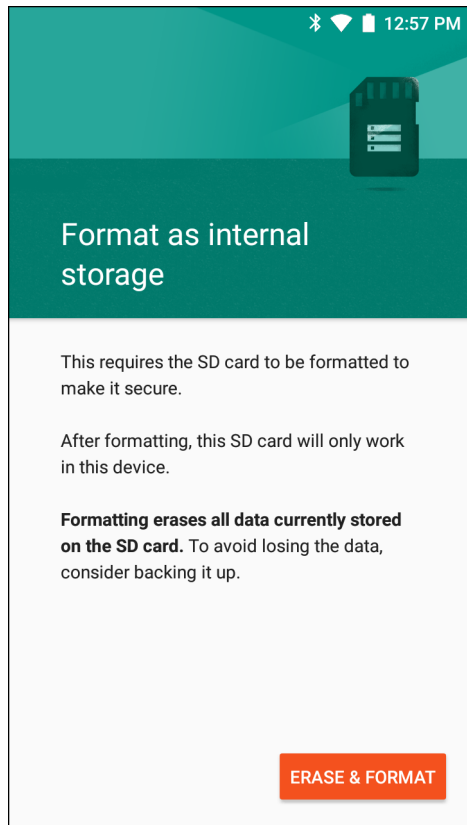 12:57 PM
Format as internal
storage
This requires the SD card to be formatted to
make it secure.
After formatting, this SD card will only work
in this device.
Formatting erases all data currently stored
on the SD card. To avoid losing the data,
consider backing it up.
ERASE & FORMAT